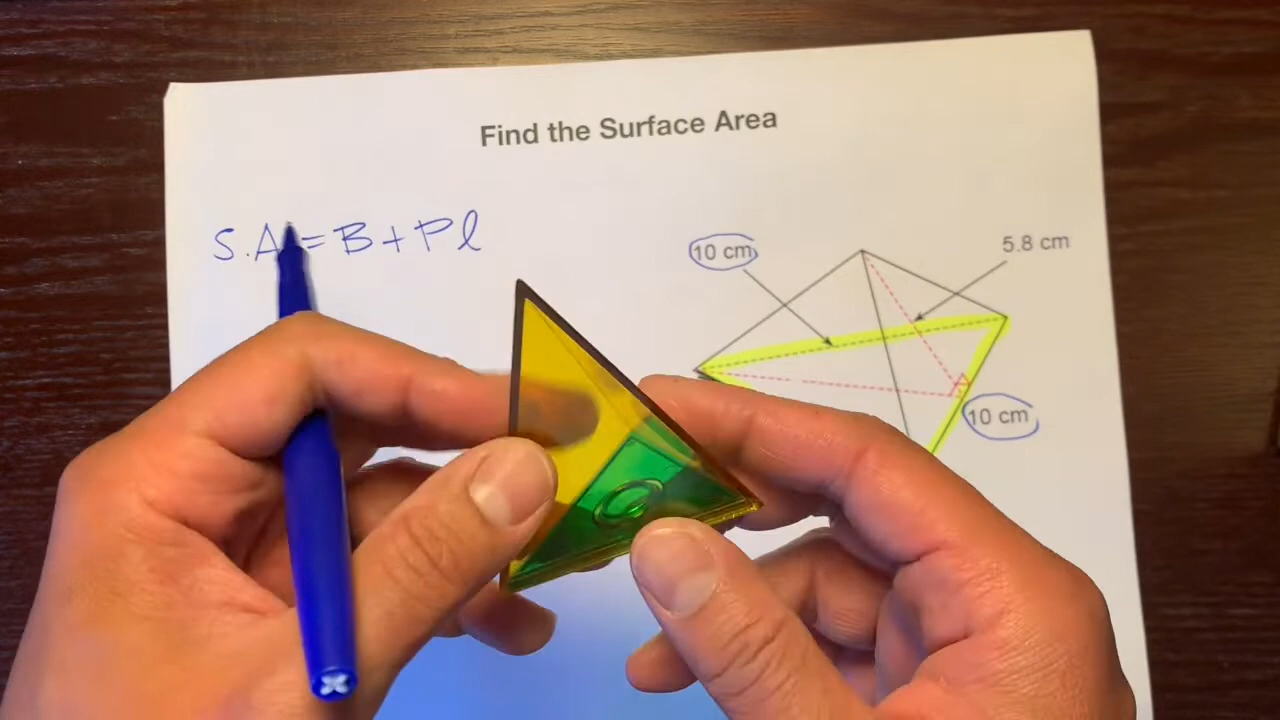 Find the Surface Area
S.A = B + Pl
10 cm
5.8 cm
10 cm